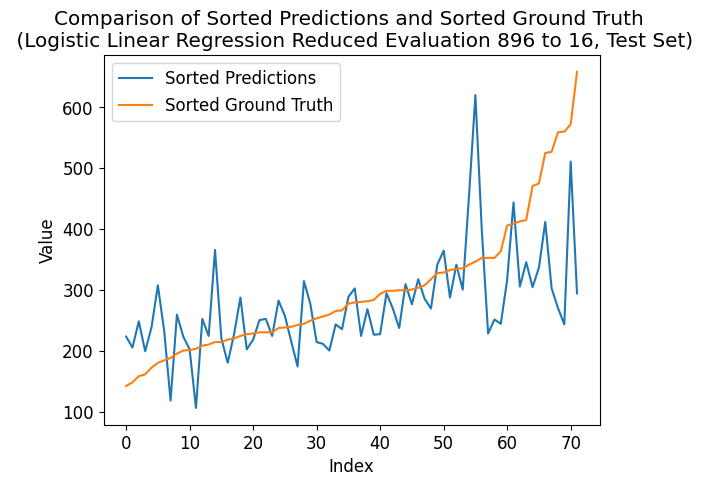 Comparison of Sorted Predictions and Sorted Ground Truth
(Logistic Linear Regression Reduced Evaluation 896 to 16, Test Set)
Sorted Predictions
Sorted Ground Truth
600
500
400
300
200
100
Value
0 10 20 30 40 50 60 70
Index